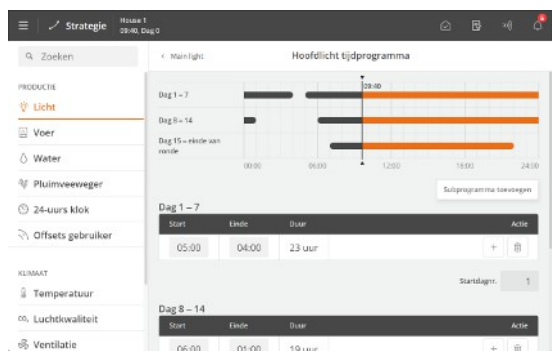 Strategie
House 1
09:40, Dag 0
Zoeken
< Main light
Hoofdlicht tijdprogramma
PRODUCTIE
Licht
Voer
Water
Pluimveeweger
24-uurs klok
Offsets gebruiker
KLIMAAT
Temperatuur
CO₂ Luchtkwaliteit
Ventilatie
09:40
Dag 1 – 7
Dag 8 – 14
Dag 15 – einde van
ronde
00:00 06:00 12:00 18:00 24:00
Subprogramma toevoegen
Dag 1 – 7
Start Einde Duur Actie
05:00 04:00 23 uur +
Startdagnr. 1
Dag 8 – 14
Start Einde Duur Actie
06:00 01:00 19 uur +